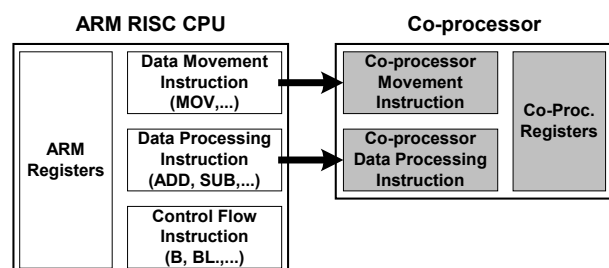 ARM RISC CPU
Co-processor
ARM
Registers
Data Movement
Instruction
(MOV,...)
Data Processing
Instruction
(ADD, SUB,...)
Control Flow
Instruction
(B, BL.,...)
Co-processor
Movement
Instruction
Co-processor
Data Processing
Instruction
Co-Proc.
Registers